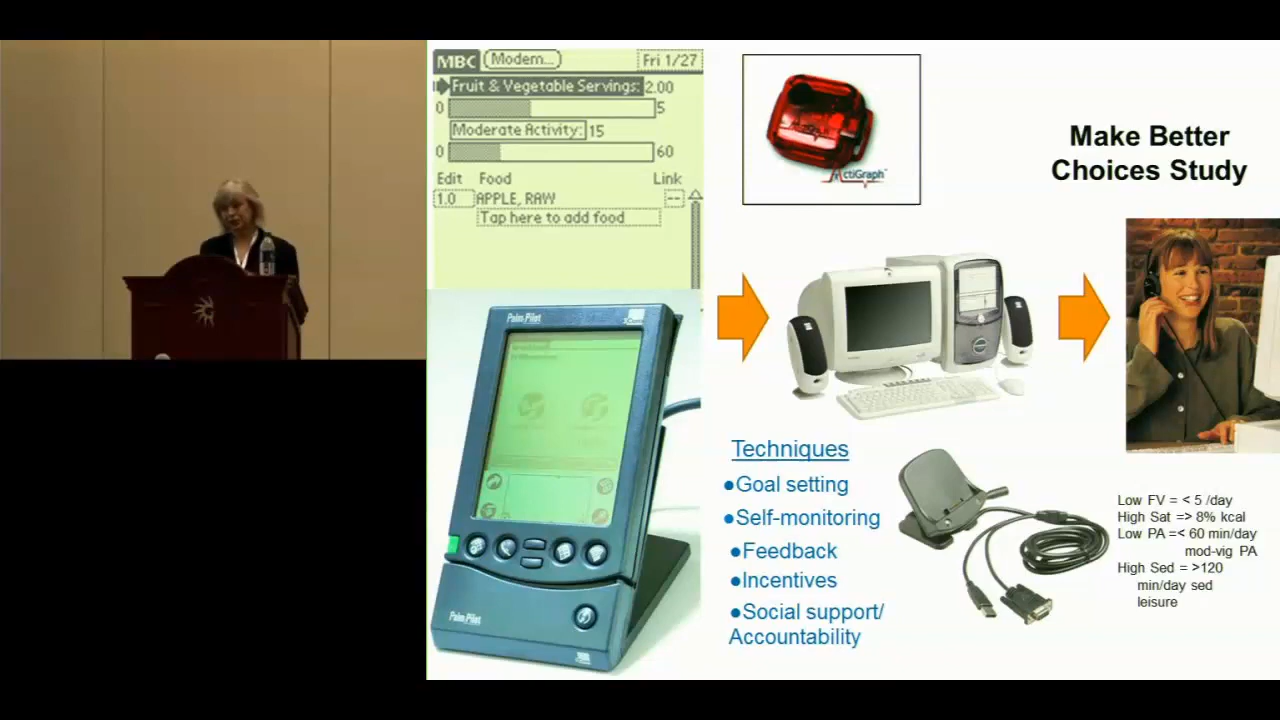 MBC Modem... Fri 1/27
Fruit & Vegetable Servings: 2.00
0 5
Moderate Activity: 15
0 60
Edit Food Link
1.0 APPLE, RAW --
Tap here to add food
ActiGraph
Make Better
Choices Study
Palm Pilot
Techniques
●Goal setting
●Self-monitoring
●Feedback
●Incentives
●Social support/
Accountability
Low FV = < 5 /day
High Sat => 8% kcal
Low PA =< 60 min/day
mod-vig PA
High Sed = >120
min/day sed
leisure
Palm Pilot